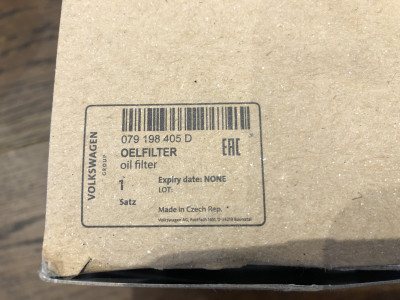 VOLKSWAGEN
GROUP
079 198 405 D
OELFILTER
oil filter
EAC
1
Expiry date: NONE
LOT:
Satz
Made in Czech Rep.